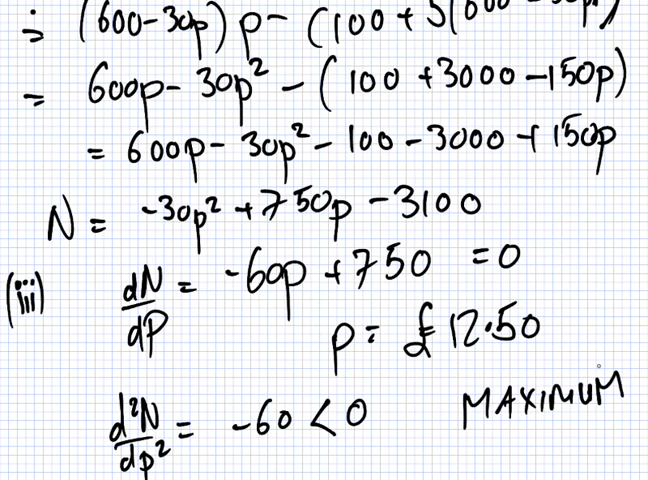 = (600-30p) p - (100 + 5(600 - 30p)
= 600p - 30p² - (100 + 3000 - 150p)
= 600p - 30p² - 100 - 3000 + 150p
N = -30p² + 750p - 3100
(iii) dN/dP = -60p + 750 = 0
p = £12.50
d²N/dp² = -60 < 0 MAXIMUM